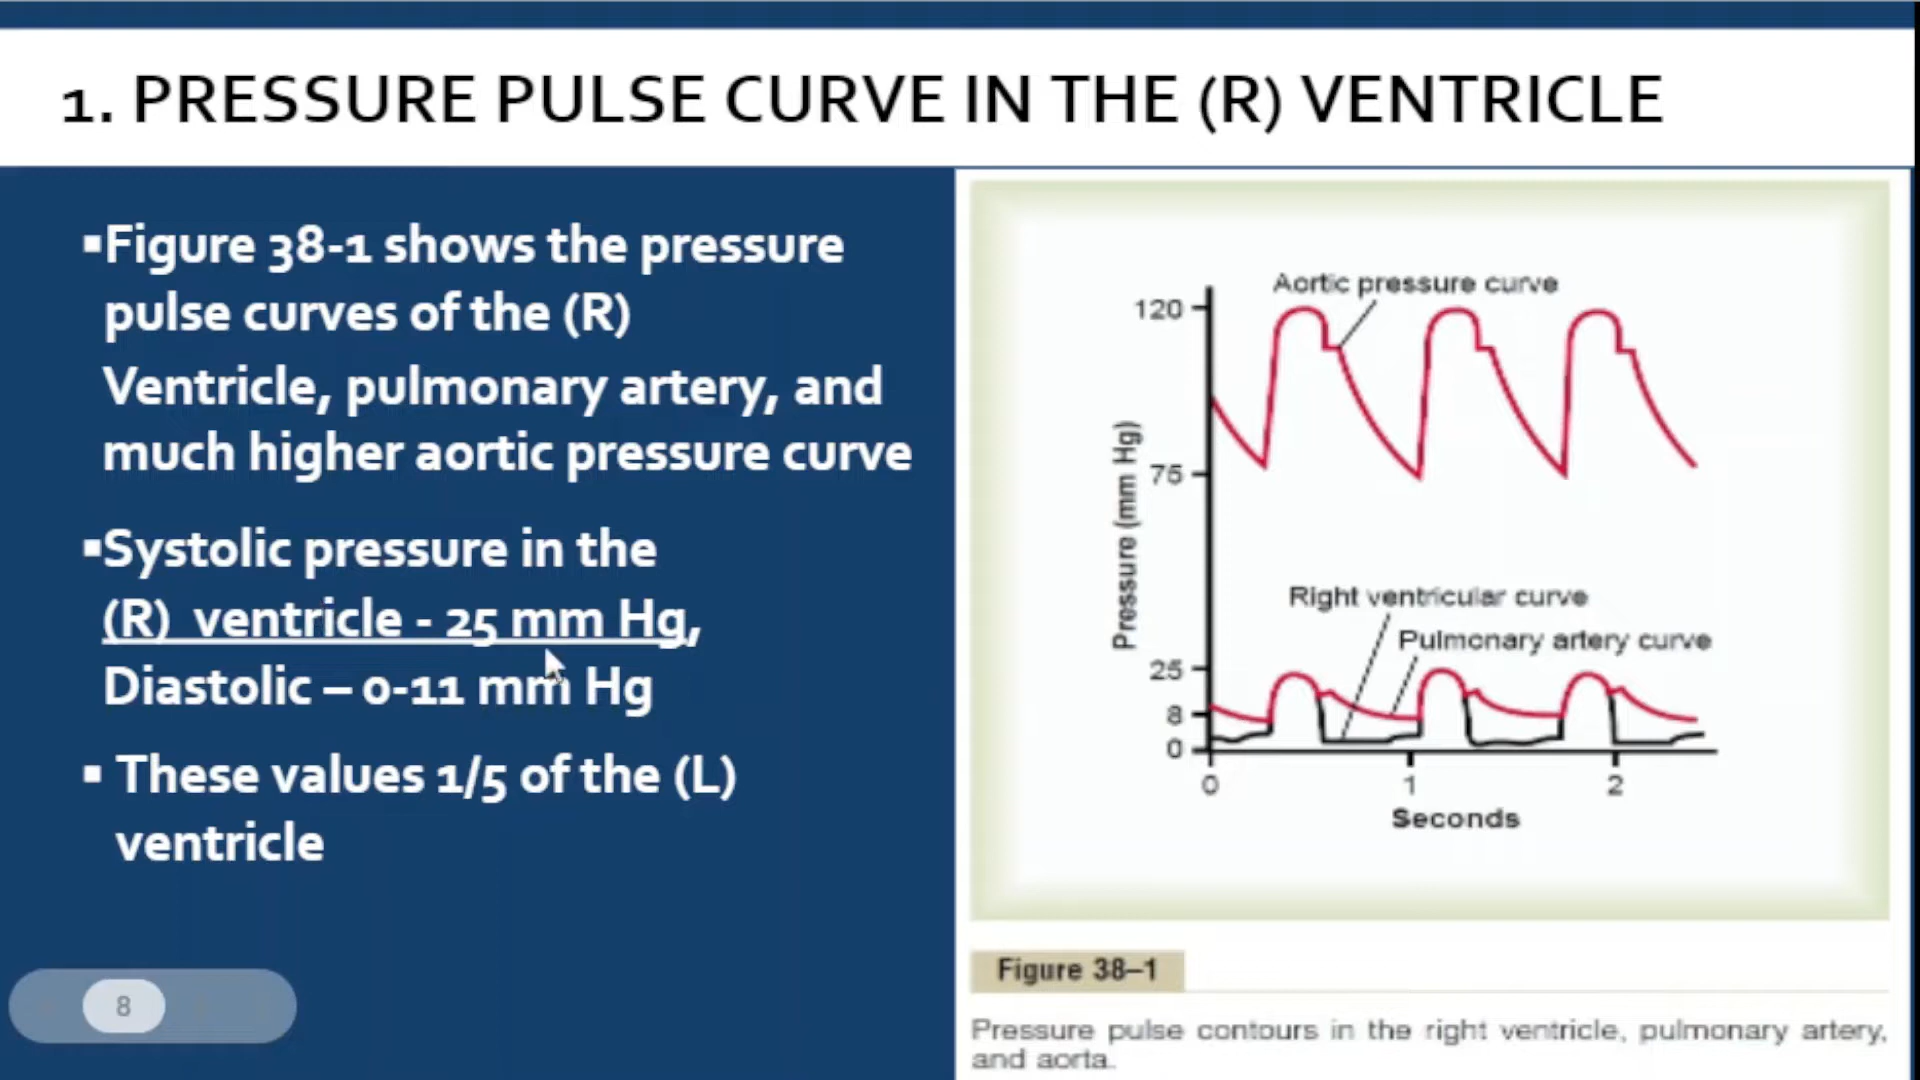 1. PRESSURE PULSE CURVE IN THE (R) VENTRICLE
▪Figure 38-1 shows the pressure
pulse curves of the (R)
Ventricle, pulmonary artery, and
much higher aortic pressure curve
▪Systolic pressure in the
(R) ventricle - 25 mm Hg,
Diastolic – 0-11 mm Hg
▪ These values 1/5 of the (L)
ventricle
8
Aortic pressure curve
120
75
25
8
0
Pressure (mm Hg)
Right ventricular curve
Pulmonary artery curve
0 1 2
Seconds
Figure 38–1
Pressure pulse contours in the right ventricle, pulmonary artery,
and aorta.